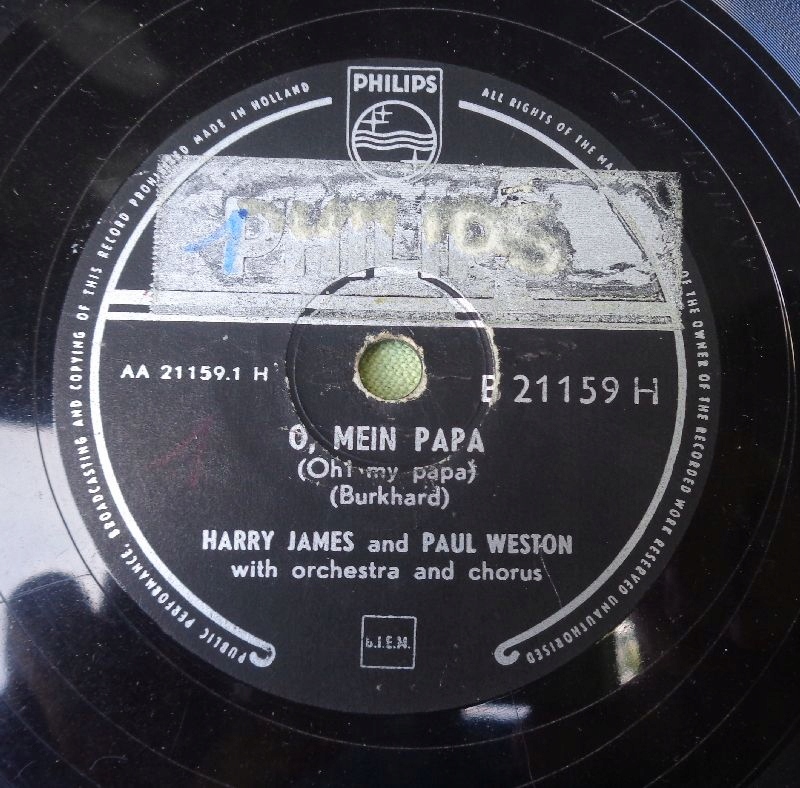 PHILIPS
MADE IN HOLLAND
ALL RIGHTS OF THE
OF THE OWNER OF THE RECORDED WORK RESERVED UNAUTHORISED
PUBLIC PERFORMANCE, BROADCASTING AND COPYING OF THIS RECORD PROHIBITED
1
PHILIPS
AA 21159.1 H
B 21159 H
O, MEIN PAPA
(Oh! my papa)
(Burkhard)
HARRY JAMES and PAUL WESTON
with orchestra and chorus
B.I.E.M.